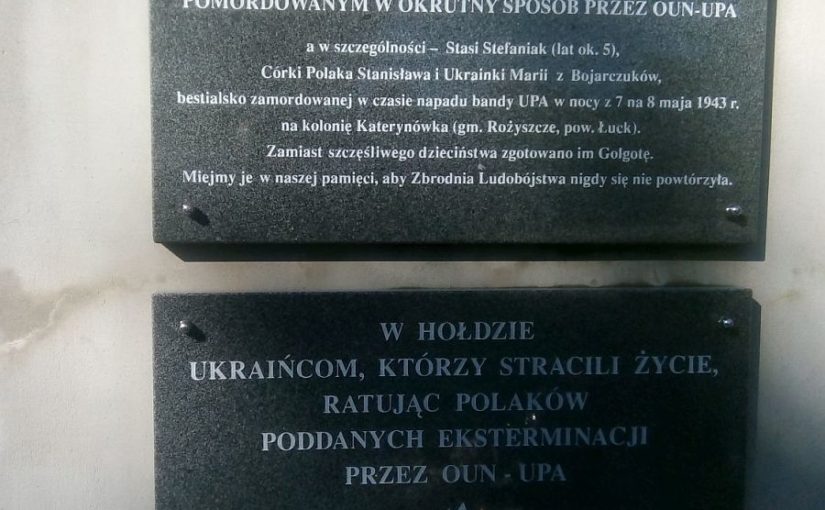 POMORDOWANYM W OKRUTNY SPOSÓB PRZEZ OUN-UPA
a w szczególności – Stasi Stefaniak (lat ok. 5),
Córki Polaka Stanisława i Ukrainki Marii z Bojarczuków,
bestialsko zamordowanej w czasie napadu bandy UPA w nocy z 7 na 8 maja 1943 r.
na kolonię Katerynówka (gm. Rożyszcze, pow. Łuck).
Zamiast szczęśliwego dzieciństwa zgotowano im Golgotę.
Miejmy je w naszej pamięci, aby Zbrodnia Ludobójstwa nigdy się nie powtórzyła.
W HOŁDZIE
UKRAIŃCOM, KTÓRZY STRACILI ŻYCIE,
RATUJĄC POLAKÓW
PODDANYCH EKSTERMINACJI
PRZEZ OUN - UPA